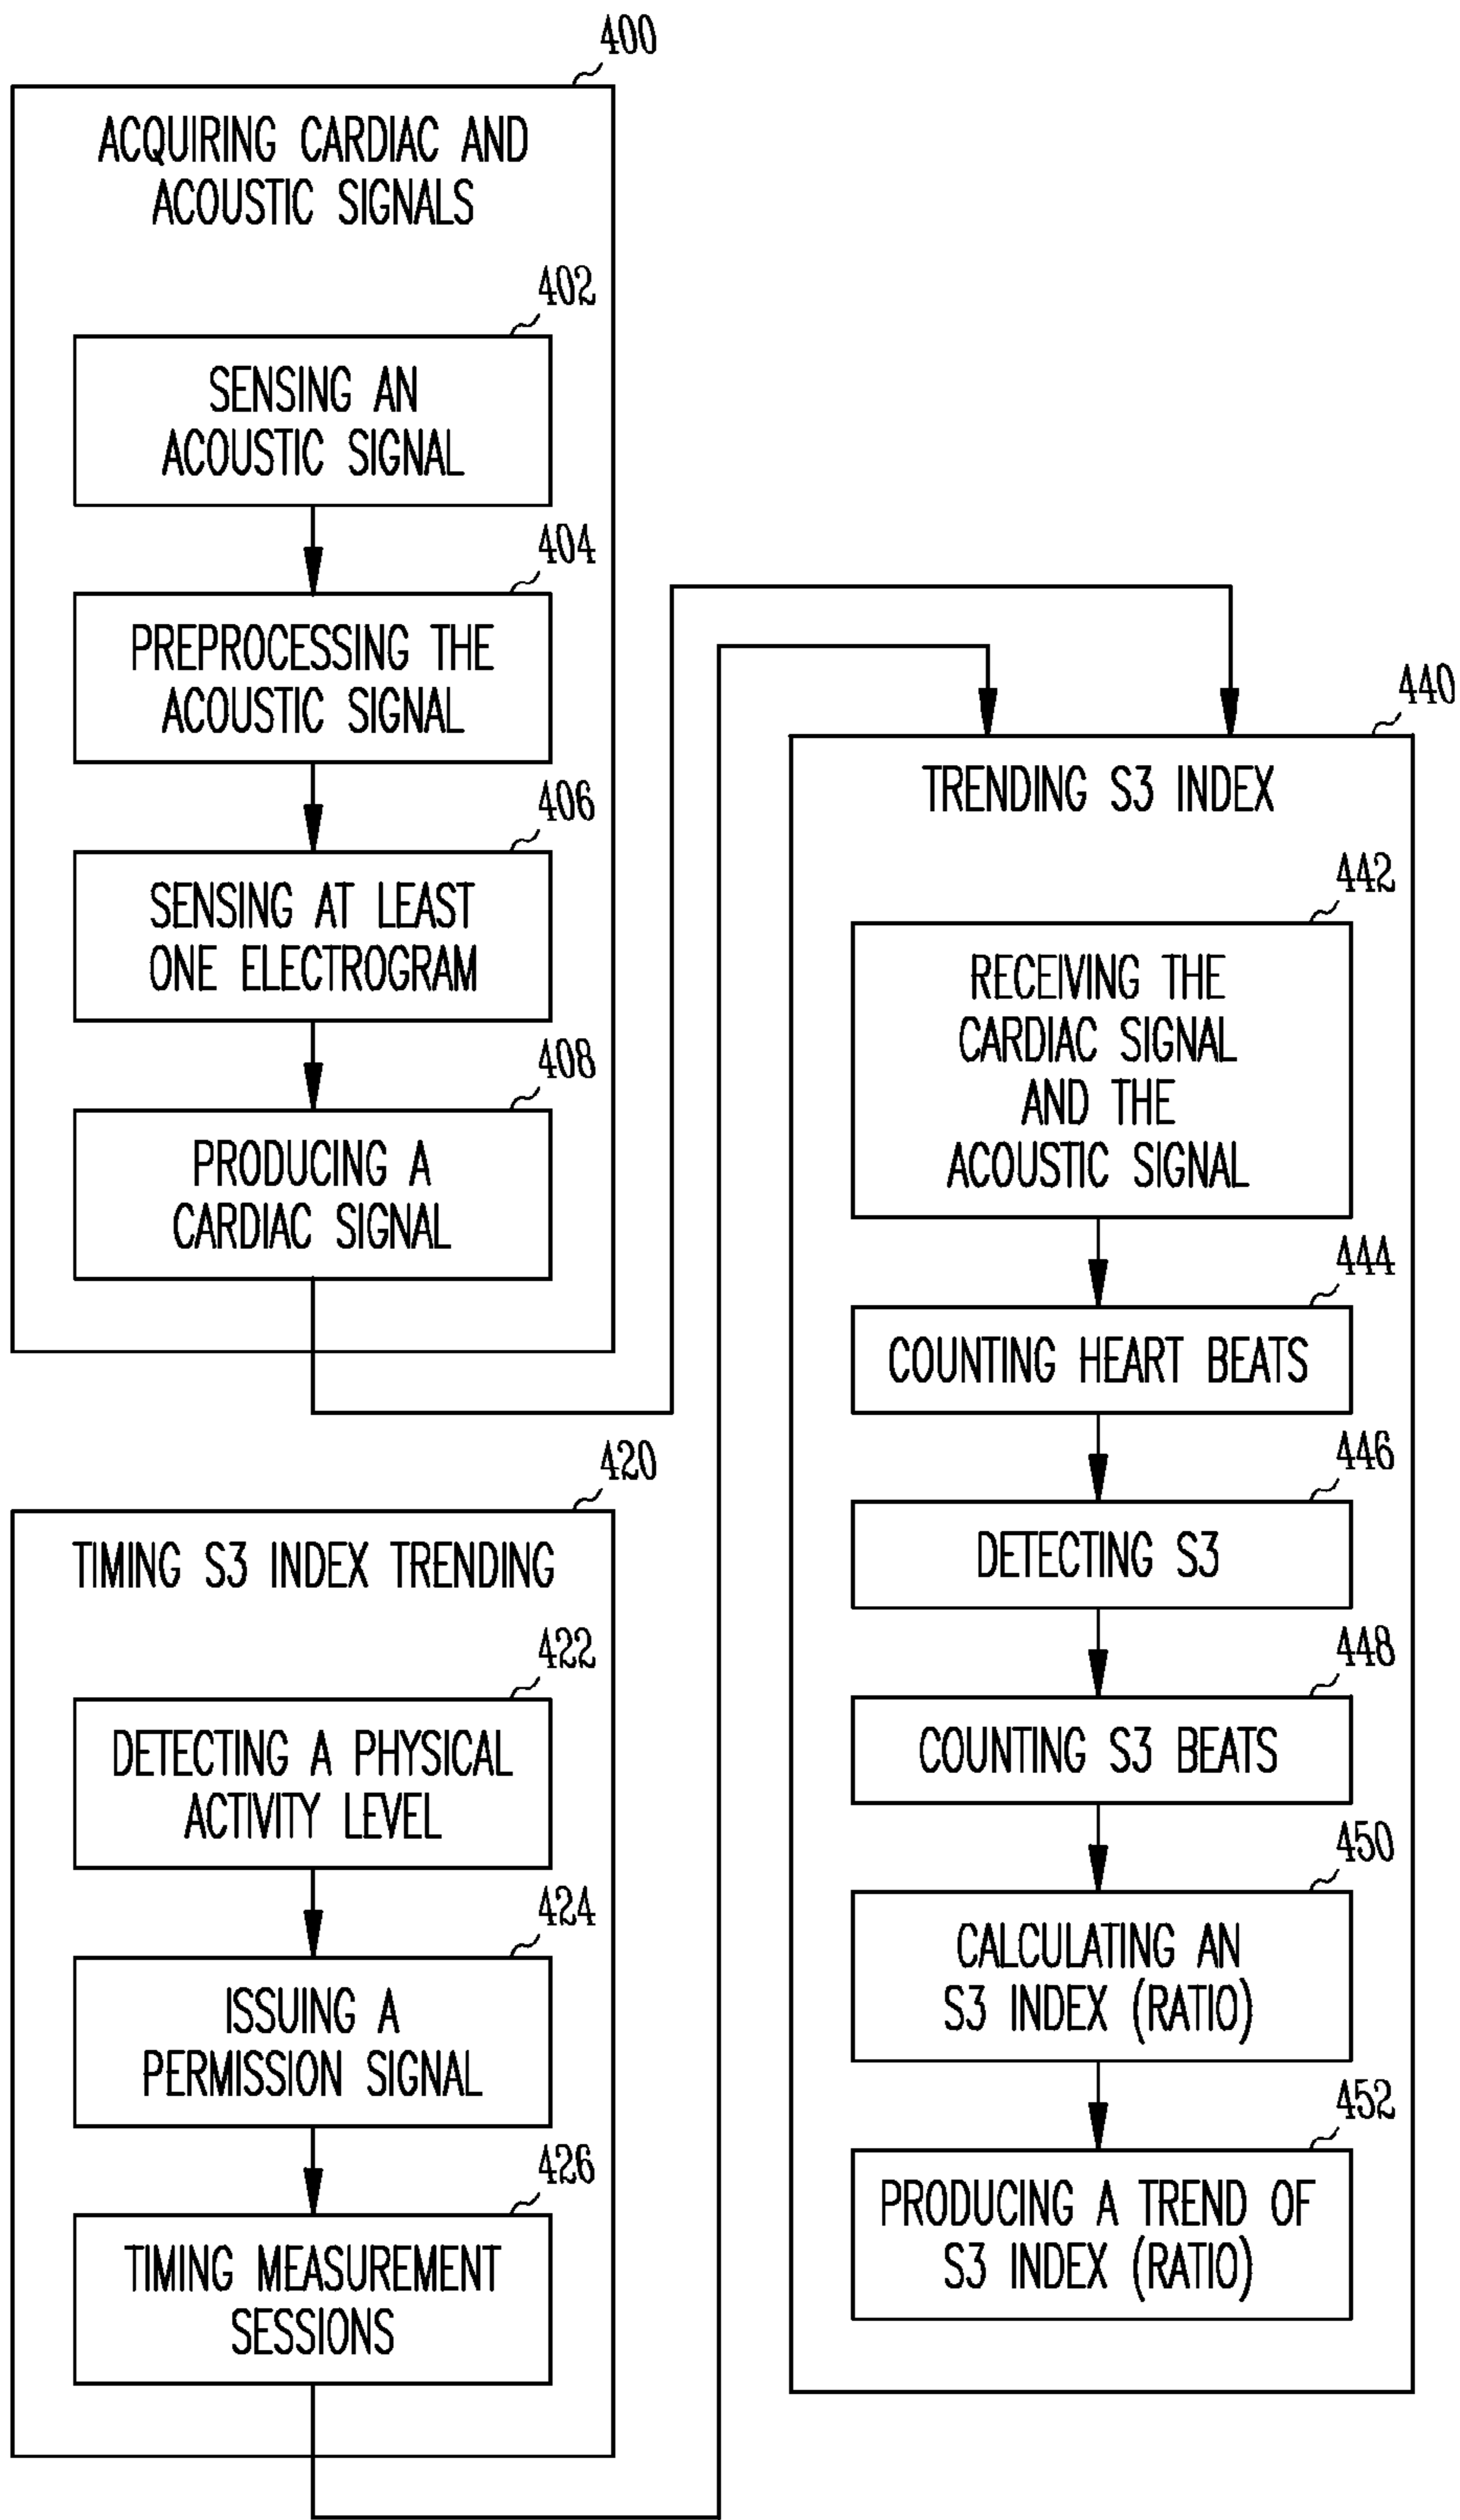 400
ACQUIRING CARDIAC AND
ACOUSTIC SIGNALS
402
SENSING AN
ACOUSTIC SIGNAL
404
PREPROCESSING THE
ACOUSTIC SIGNAL
406
SENSING AT LEAST
ONE ELECTROGRAM
408
PRODUCING A
CARDIAC SIGNAL
420
TIMING S3 INDEX TRENDING
422
DETECTING A PHYSICAL
ACTIVITY LEVEL
424
ISSUING A
PERMISSION SIGNAL
426
TIMING MEASUREMENT
SESSIONS
440
TRENDING S3 INDEX
442
RECEIVING THE
CARDIAC SIGNAL
AND THE
ACOUSTIC SIGNAL
444
COUNTING HEART BEATS
446
DETECTING S3
448
COUNTING S3 BEATS
450
CALCULATING AN
S3 INDEX (RATIO)
452
PRODUCING A TREND OF
S3 INDEX (RATIO)